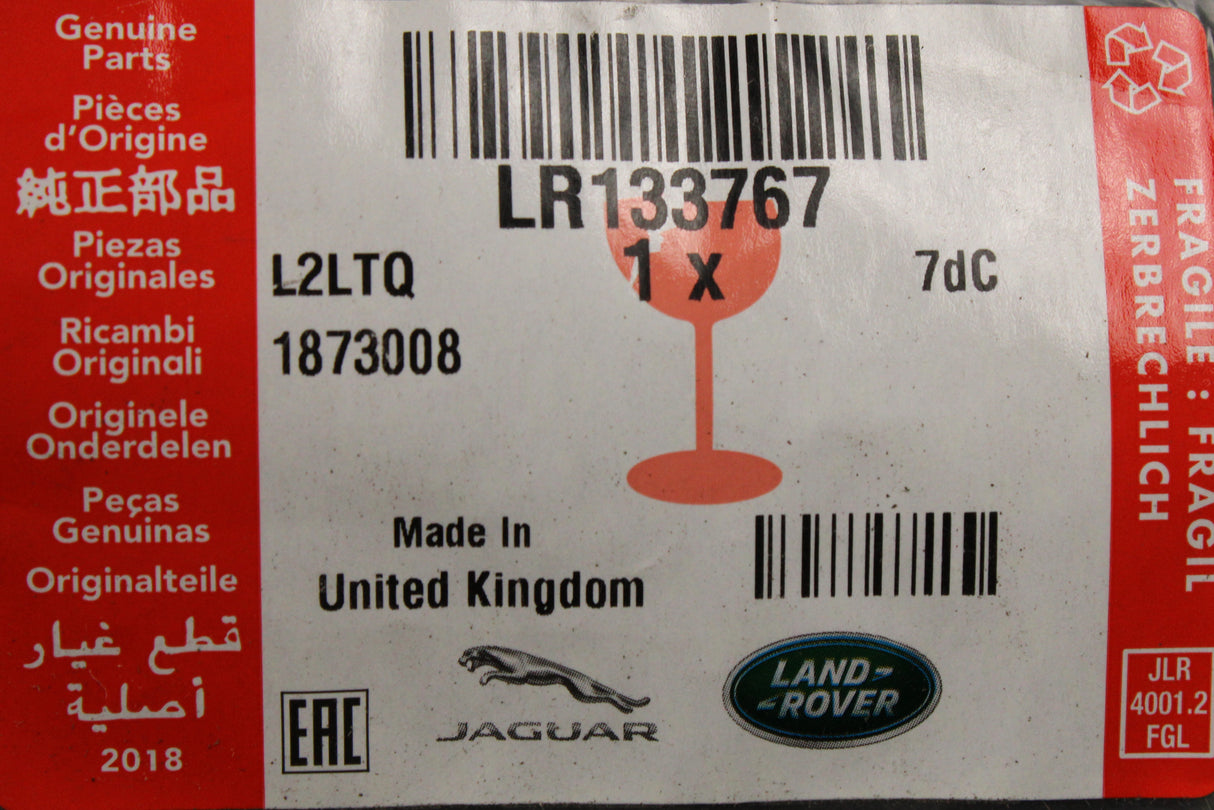 Genuine
Parts
Pièces
d'Origine
純正部品
Piezas
Originales
Ricambi
Originali
Originele
Onderdelen
Peças
Genuinas
Originalteile
قطع غيار
أصلية
2018
LR133767
L2LTQ
1 x
7dC
1873008
Made In
United Kingdom
EAC
JAGUAR
LAND-
-ROVER
FRAGILE : FRAGIL
ZERBRECHLICH
JLR
4001.2
FGL